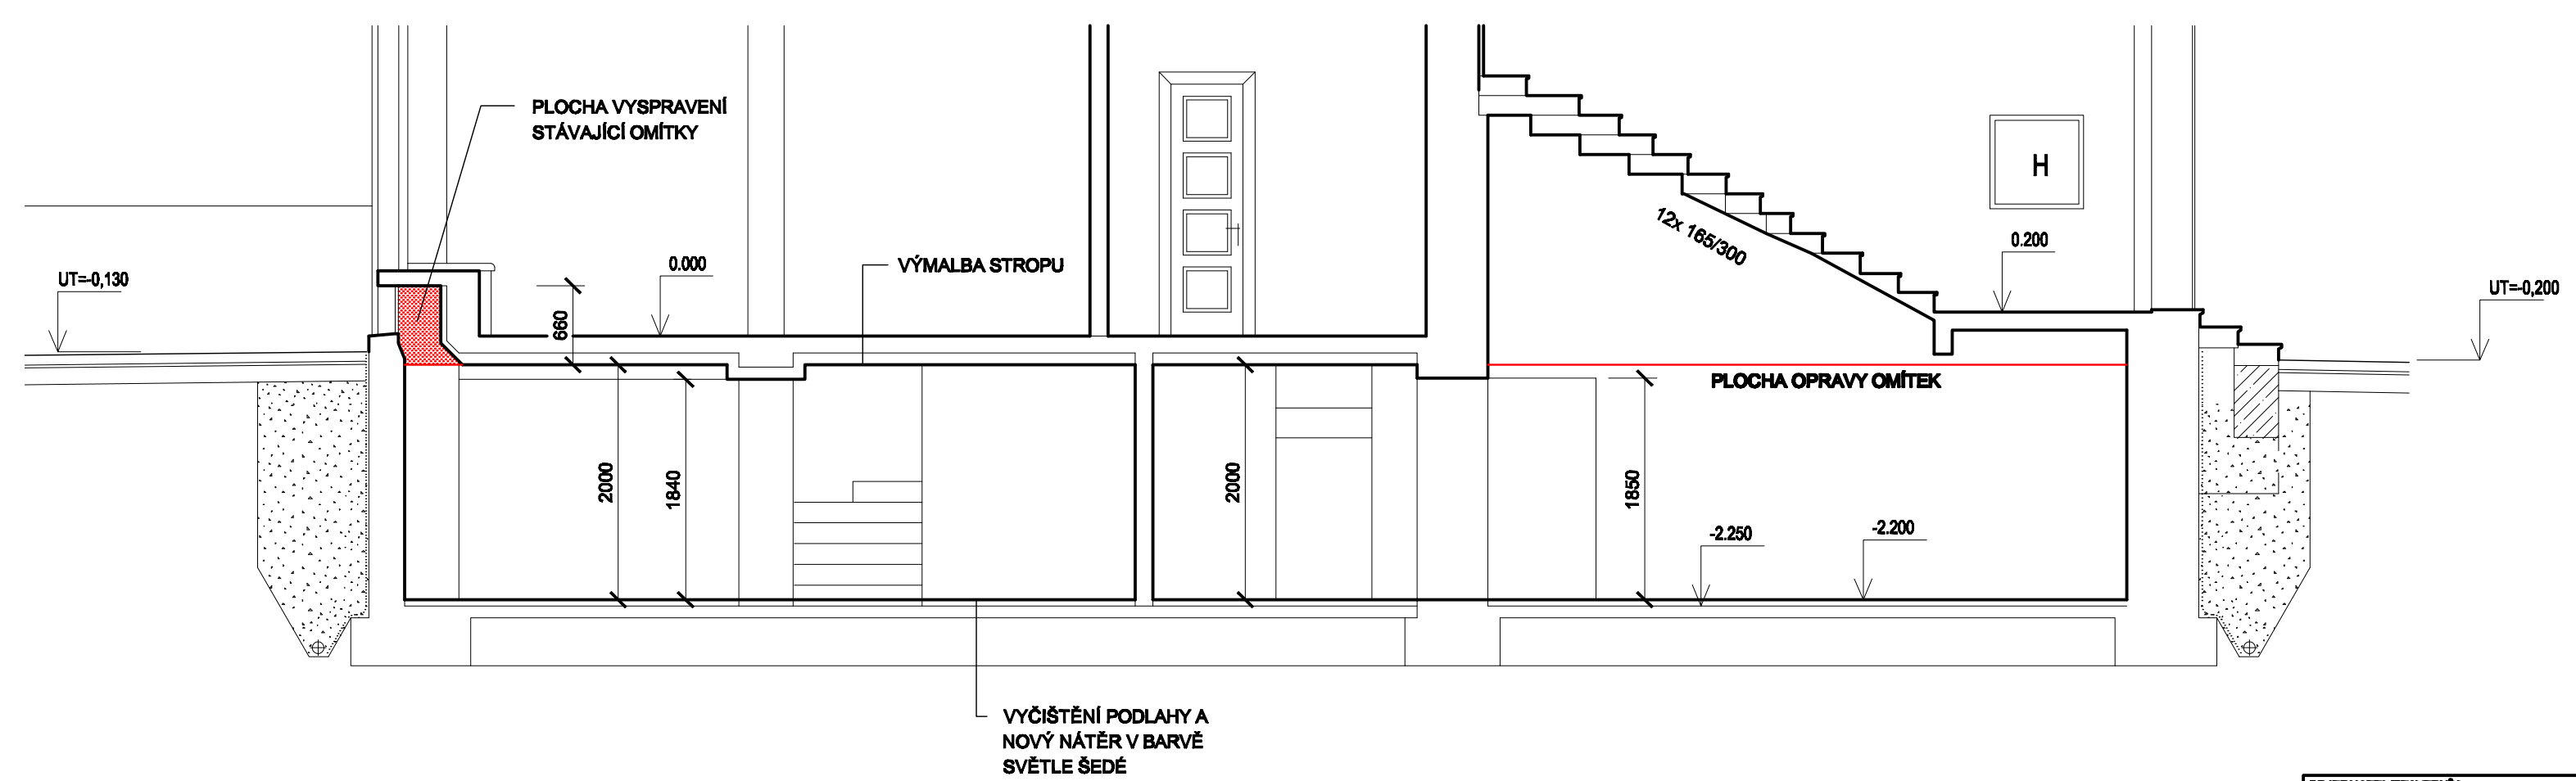 PLOCHA VYSPRAVENÍ
STÁVAJÍCÍ OMÍTKY
H
12x 165/300
0.200
UT=-0,130
0.000
VÝMALBA STROPU
UT=-0,200
660
PLOCHA OPRAVY OMÍTEK
2000
1840
2000
1850
-2.250
-2.200
VYČIŠTĚNÍ PODLAHY A
NOVÝ NÁTĚR V BARVĚ
SVĚTLE ŠEDÉ